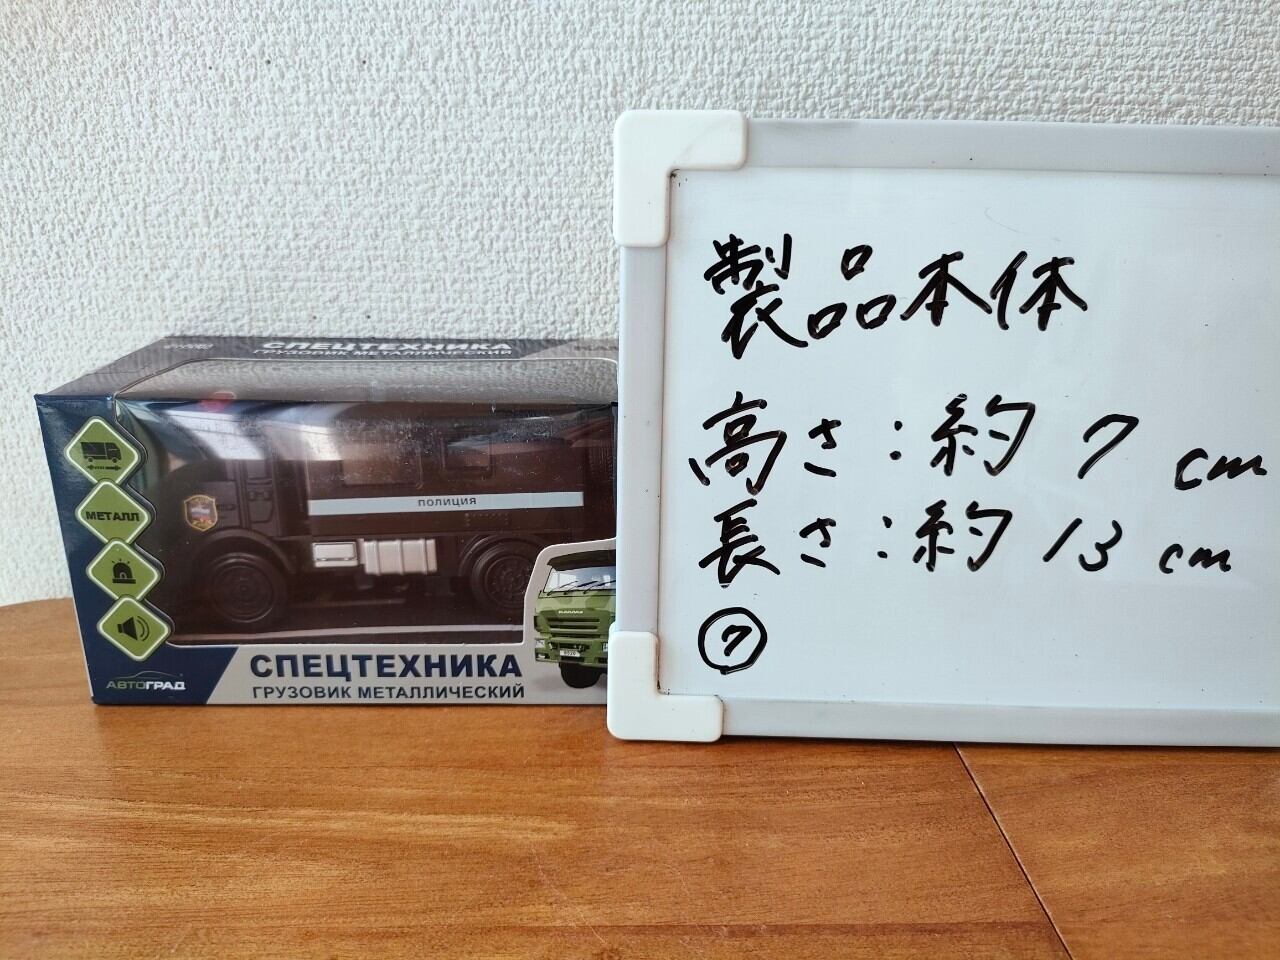 СПЕЦТЕХНИКА
ГРУЗОВИК МЕТАЛЛИЧЕСКИЙ
ПОЛИЦИЯ
МЕТАЛЛ
АВТОГРАД
СПЕЦТЕХНИКА
ГРУЗОВИК МЕТАЛЛИЧЕСКИЙ
製品本体
高さ:約 7 cm
長さ:約 13 cm
⑦